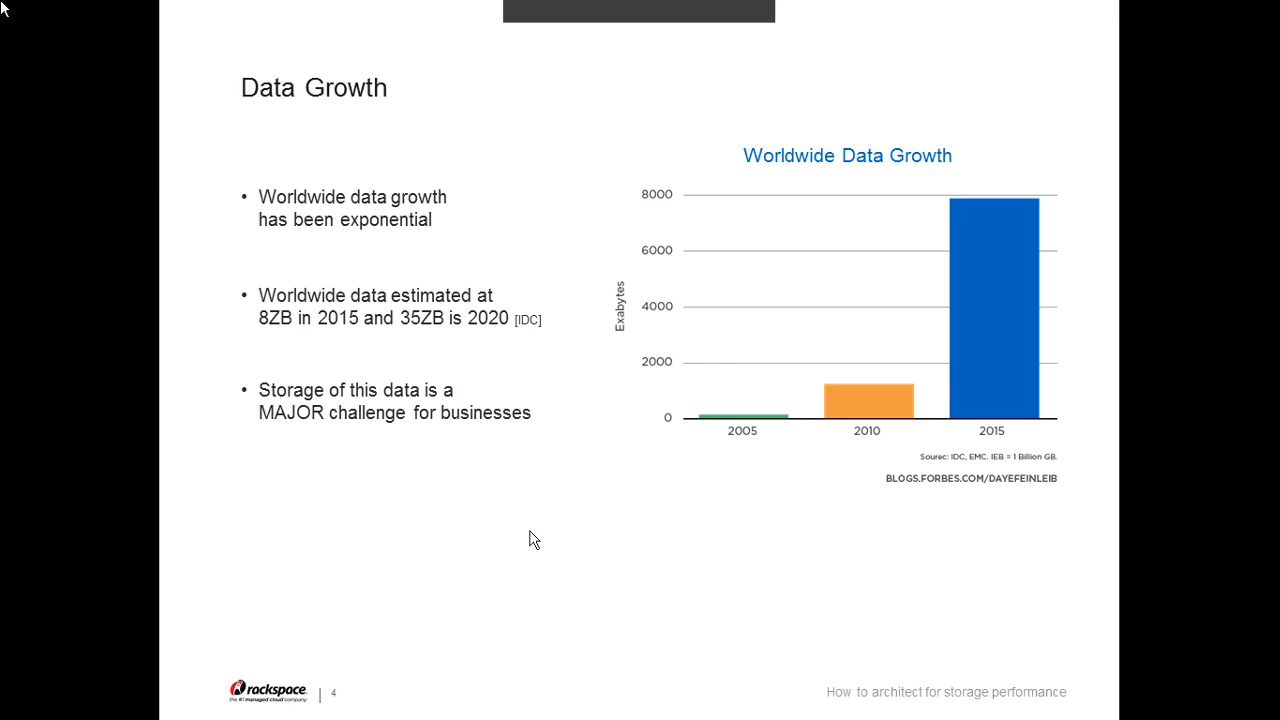 Data Growth
• Worldwide data growth
has been exponential
• Worldwide data estimated at
8ZB in 2015 and 35ZB is 2020 [IDC]
• Storage of this data is a
MAJOR challenge for businesses
Worldwide Data Growth
8000
6000
4000
2000
0
Exabytes
2005 2010 2015
Sourec: IDC, EMC. IEB = 1 Billion GB.
BLOGS.FORBES.COM/DAYEFEINLEIB
rackspace
the #1 managed cloud company
4
How to architect for storage performance